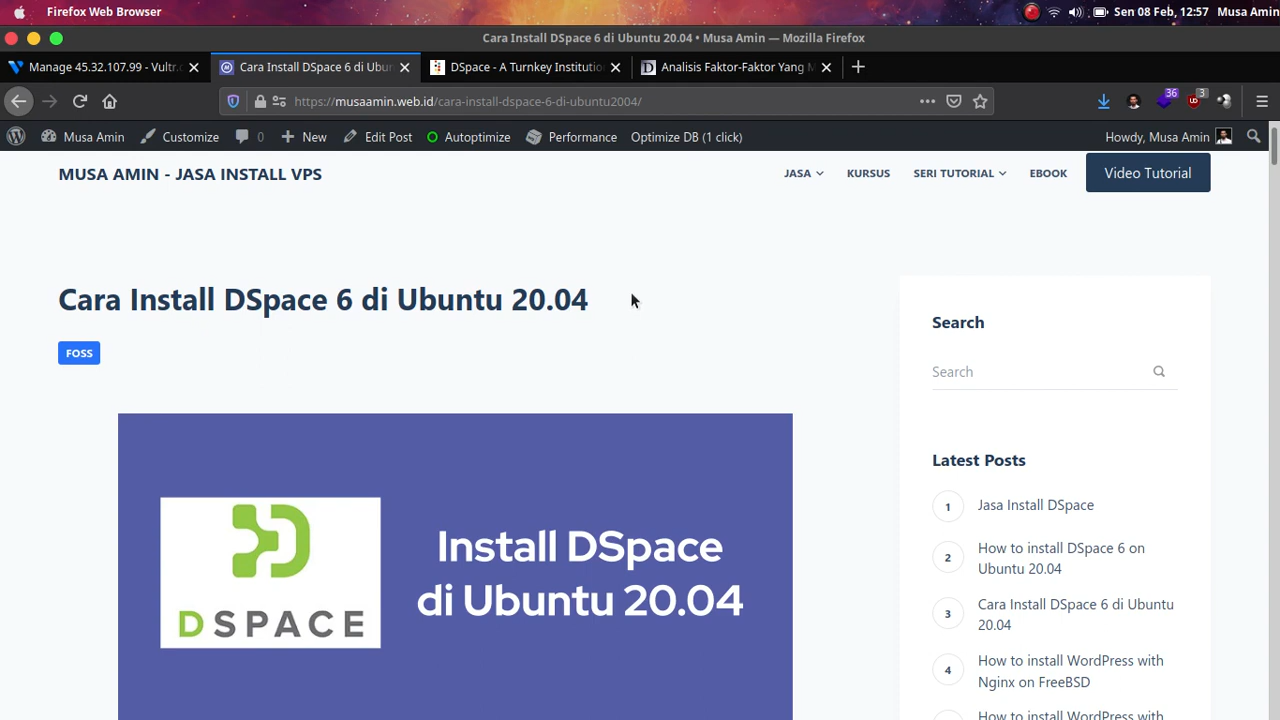 Firefox Web Browser
Sen 08 Feb, 12:57 Musa Amin
Cara Install DSpace 6 di Ubuntu 20.04 • Musa Amin — Mozilla Firefox
Manage 45.32.107.99 - Vultr.
Cara Install DSpace 6 di Ubu
DSpace - A Turnkey Institutio
Analisis Faktor-Faktor Yang M
https://musaamin.web.id/cara-install-dspace-6-di-ubuntu2004/
36
3
Musa Amin Customize 0 New Edit Post Autoptimize Performance Optimize DB (1 click) Howdy, Musa Amin
MUSA AMIN - JASA INSTALL VPS
JASA KURSUS SERI TUTORIAL EBOOK Video Tutorial
Cara Install DSpace 6 di Ubuntu 20.04
FOSS
DSPACE
Install DSpace
di Ubuntu 20.04
Search
Search
Latest Posts
1 Jasa Install DSpace
2 How to install DSpace 6 on
Ubuntu 20.04
3 Cara Install DSpace 6 di Ubuntu
20.04
4 How to install WordPress with
Nginx on FreeBSD
How to install WordPress with